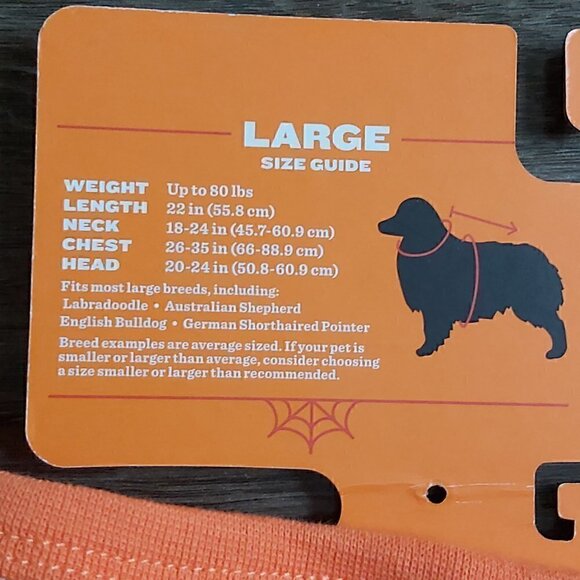 LARGE
SIZE GUIDE
WEIGHT Up to 80 lbs
LENGTH 22 in (55.8 cm)
NECK 18-24 in (45.7-60.9 cm)
CHEST 26-35 in (66-88.9 cm)
HEAD 20-24 in (50.8-60.9 cm)
Fits most large breeds, including:
Labradoodle • Australian Shepherd
English Bulldog • German Shorthaired Pointer
Breed examples are average sized. If your pet is
smaller or larger than average, consider choosing
a size smaller or larger than recommended.